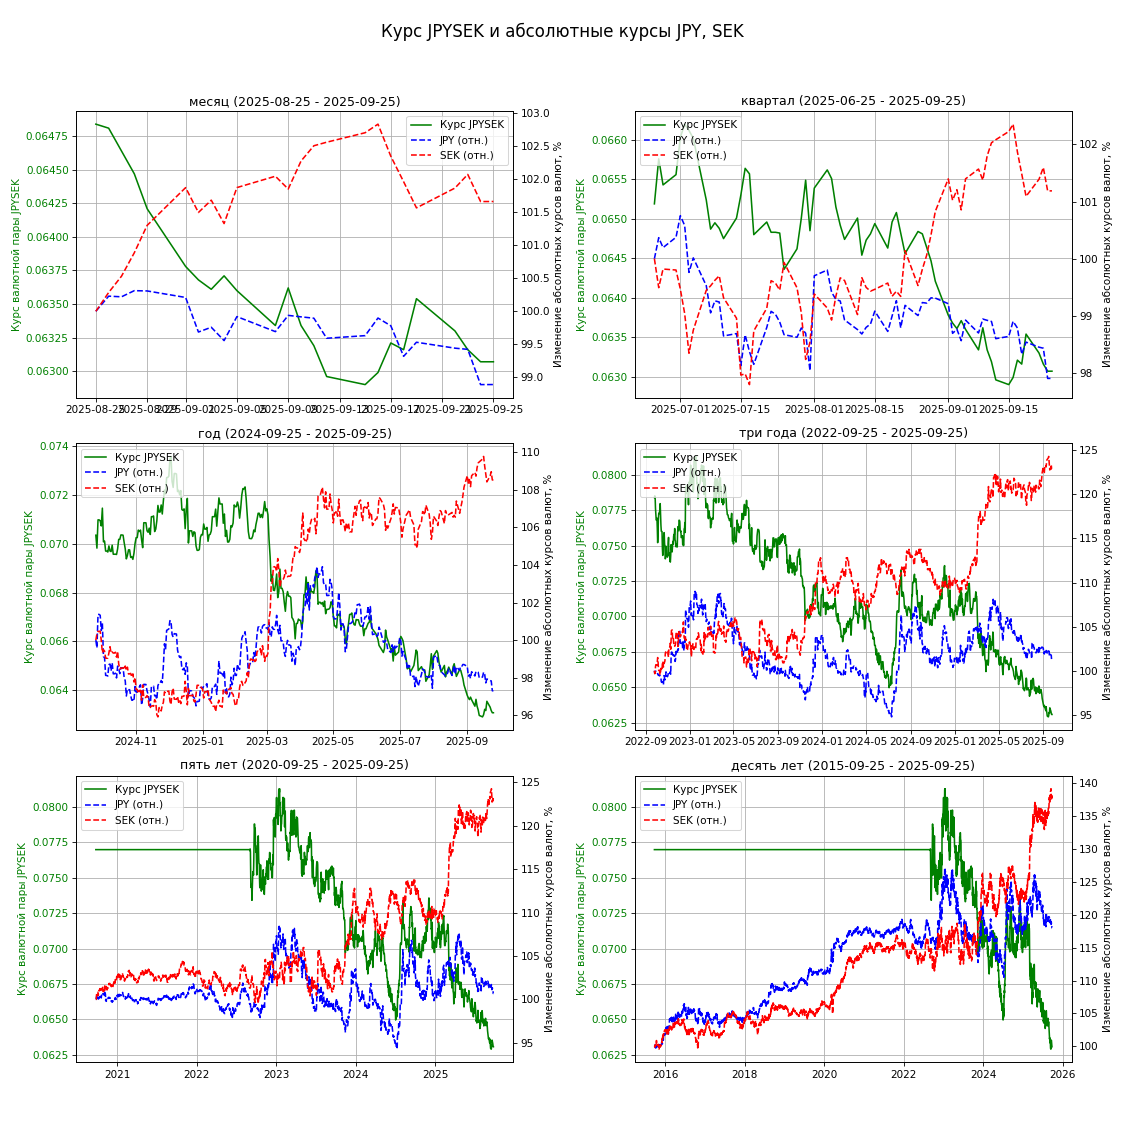 Курс JPYSEK и абсолютные курсы JPY, SEK
месяц (2025-08-25 - 2025-09-25)
Курс валютной пары JPYSEK
0.06475
0.06450
0.06425
0.06400
0.06375
0.06350
0.06325
0.06300
Курс JPYSEK
JPY (отн.)
SEK (отн.)
103.0
102.5
102.0
101.5
101.0
100.5
100.0
99.5
99.0
Изменение абсолютных курсов валют, %
2025-08-25 2025-08-29 2025-09-01 2025-09-05 2025-09-09 2025-09-13 2025-09-17 2025-09-21 2025-09-25
квартал (2025-06-25 - 2025-09-25)
Курс валютной пары JPYSEK
0.0660
0.0655
0.0650
0.0645
0.0640
0.0635
0.0630
Курс JPYSEK
JPY (отн.)
SEK (отн.)
102
101
100
99
98
Изменение абсолютных курсов валют, %
2025-07-01 2025-07-15 2025-08-01 2025-08-15 2025-09-01 2025-09-15
год (2024-09-25 - 2025-09-25)
Курс валютной пары JPYSEK
0.074
0.072
0.070
0.068
0.066
0.064
Курс JPYSEK
JPY (отн.)
SEK (отн.)
110
108
106
104
102
100
98
96
Изменение абсолютных курсов валют, %
2024-11 2025-01 2025-03 2025-05 2025-07 2025-09
три года (2022-09-25 - 2025-09-25)
Курс валютной пары JPYSEK
0.0800
0.0775
0.0750
0.0725
0.0700
0.0675
0.0650
0.0625
Курс JPYSEK
JPY (отн.)
SEK (отн.)
125
120
115
110
105
100
95
Изменение абсолютных курсов валют, %
2022-09 2023-01 2023-05 2023-09 2024-01 2024-05 2024-09 2025-01 2025-05 2025-09
пять лет (2020-09-25 - 2025-09-25)
Курс валютной пары JPYSEK
0.0800
0.0775
0.0750
0.0725
0.0700
0.0675
0.0650
0.0625
Курс JPYSEK
JPY (отн.)
SEK (отн.)
125
120
115
110
105
100
95
Изменение абсолютных курсов валют, %
2021 2022 2023 2024 2025
десять лет (2015-09-25 - 2025-09-25)
Курс валютной пары JPYSEK
0.0800
0.0775
0.0750
0.0725
0.0700
0.0675
0.0650
0.0625
Курс JPYSEK
JPY (отн.)
SEK (отн.)
140
135
130
125
120
115
110
105
100
Изменение абсолютных курсов валют, %
2016 2018 2020 2022 2024 2026